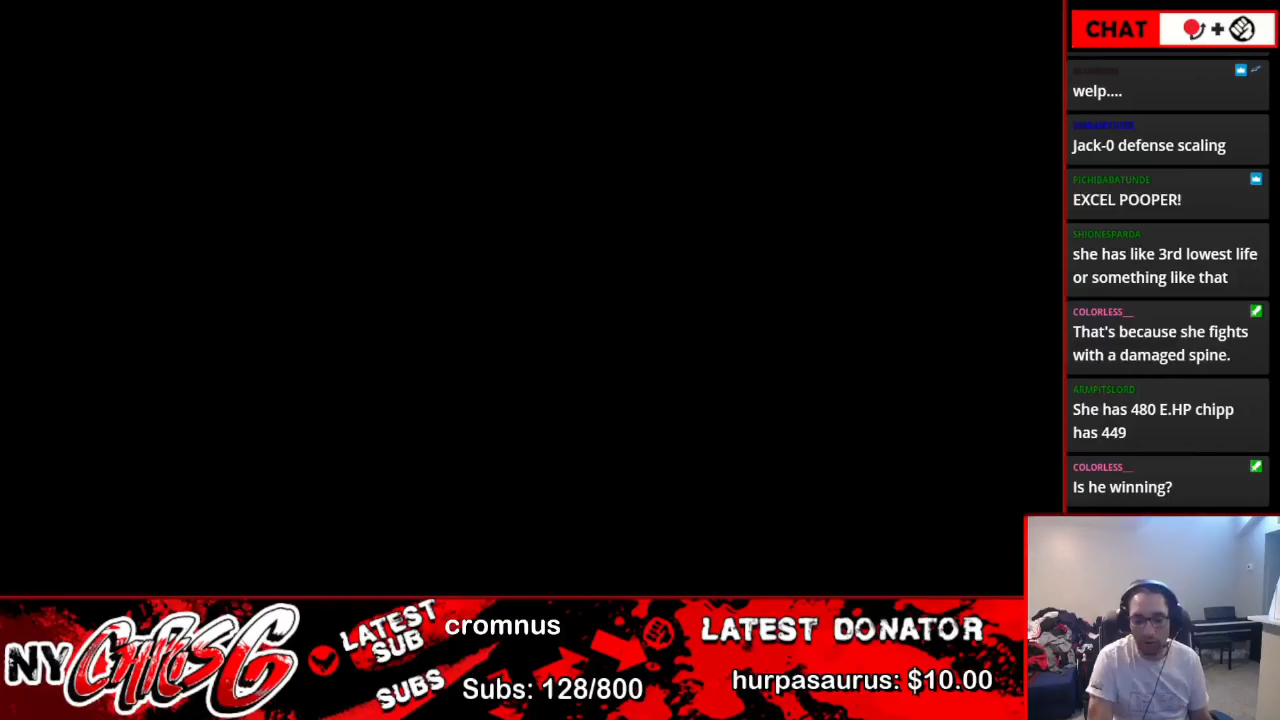 CHAT
welp....
Jack-0 defense scaling
PICHIBABATUNDE
EXCEL POOPER!
SHIONESPARDA
she has like 3rd lowest life
or something like that
COLORLESS__
That's because she fights
with a damaged spine.
ARMPITSLORD
She has 480 E.HP chipp
has 449
COLORLESS__
Is he winning?
NY CHRISG
LATEST SUB
cromnus
SUBS
Subs: 128/800
LATEST DONATOR
hurpasaurus: $10.00